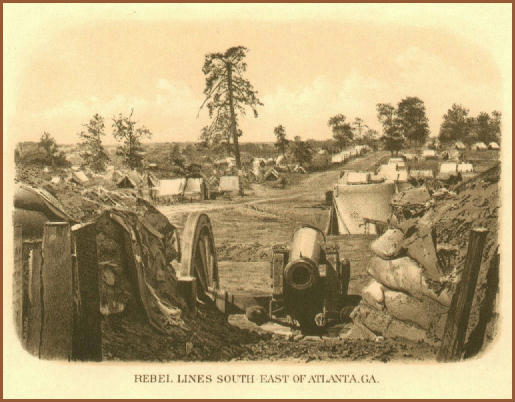 REBEL LINES SOUTH-EAST OF ATLANTA, GA.